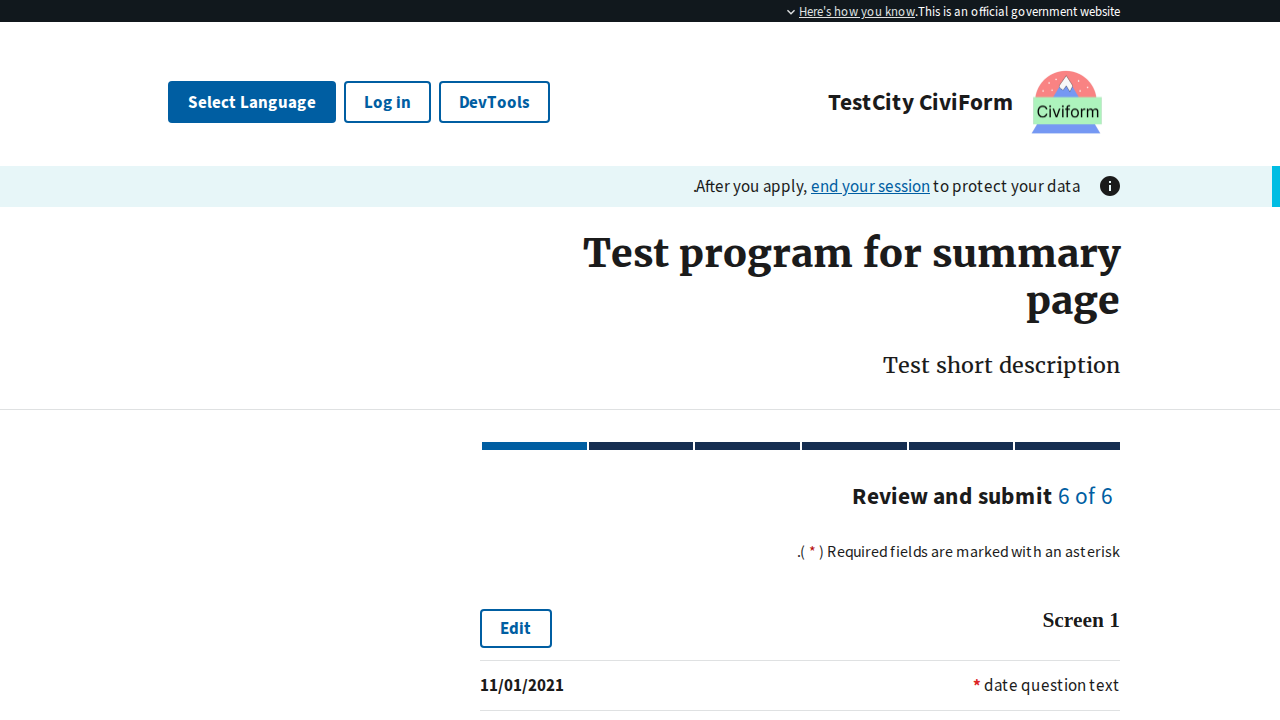 Here's how you know.This is an official government website
Select Language
Log in
DevTools
TestCity CiviForm
Civiform
.After you apply, end your session to protect your data
Test program for summary
page
Test short description
Review and submit 6 of 6
.( * ) Required fields are marked with an asterisk
Edit
Screen 1
11/01/2021
* date question text